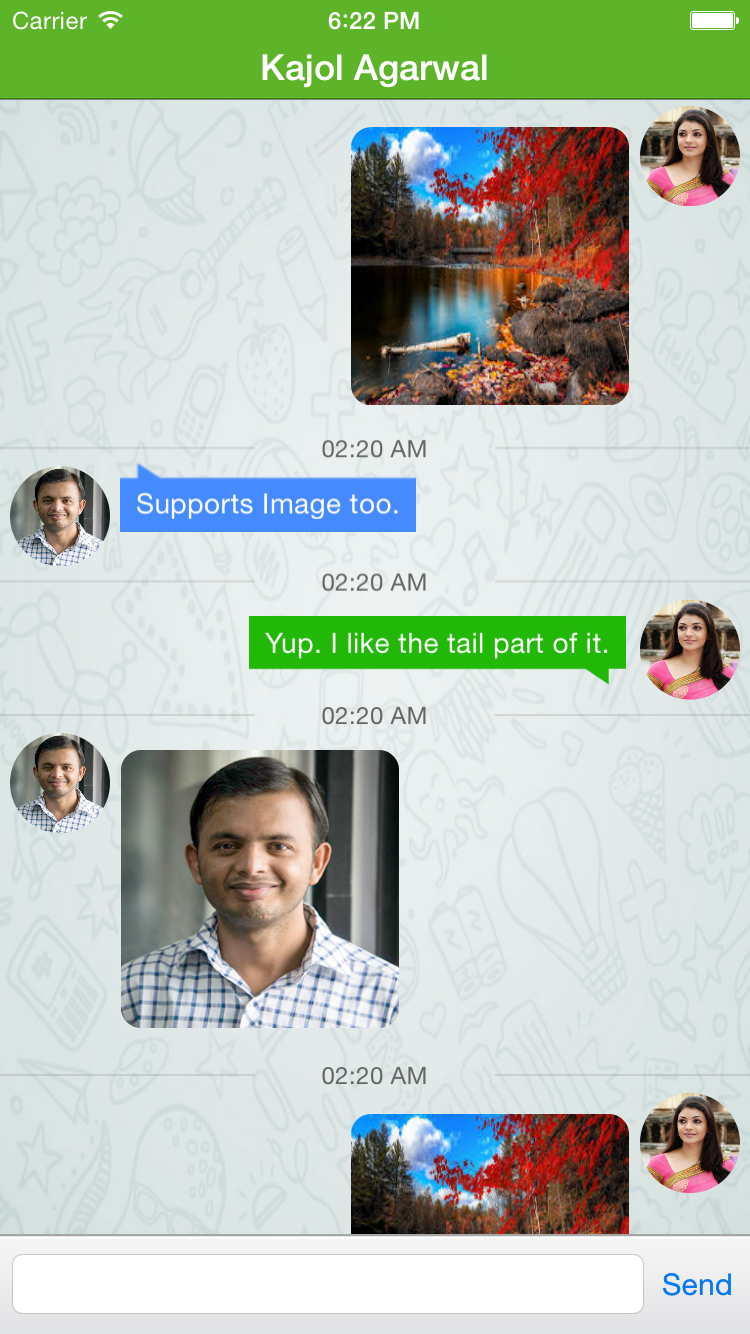 Carrier 6:22 PM
Kajol Agarwal
02:20 AM
Supports Image too.
02:20 AM
Yup. I like the tail part of it.
02:20 AM
02:20 AM
Send